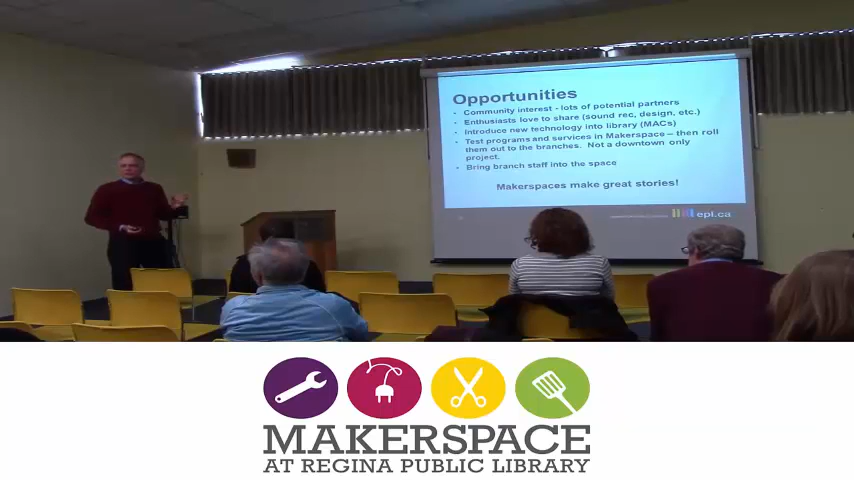 Opportunities
• Community interest - lots of potential partners
• Enthusiasts love to share (sound rec, design, etc.)
• Introduce new technology into library (MACs)
• Test programs and services in Makerspace – then roll
them out to the branches. Not a downtown only
project.
• Bring branch staff into the space
Makerspaces make great stories!
epl.ca
MAKERSPACE
AT REGINA PUBLIC LIBRARY